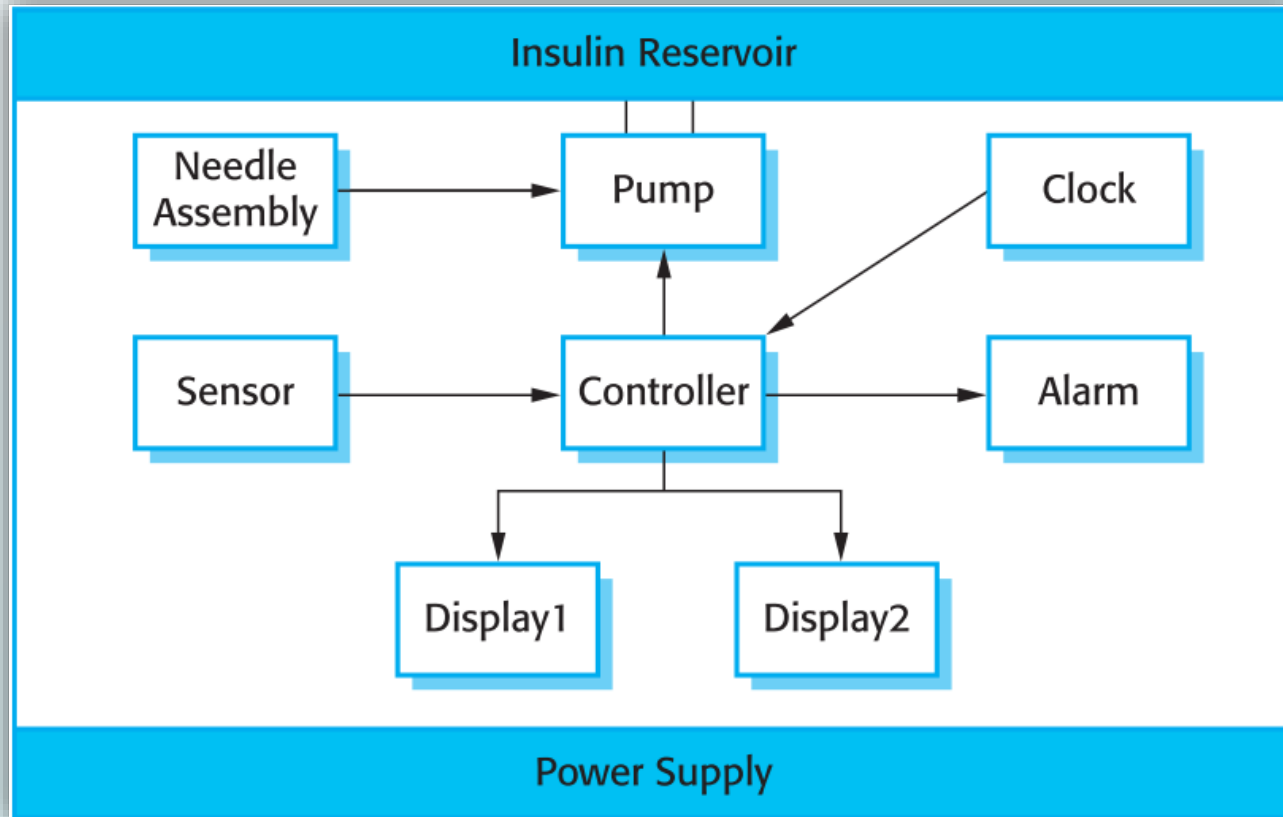 Insulin Reservoir
Needle
Assembly
Pump
Clock
Sensor
Controller
Alarm
Display1
Display2
Power Supply